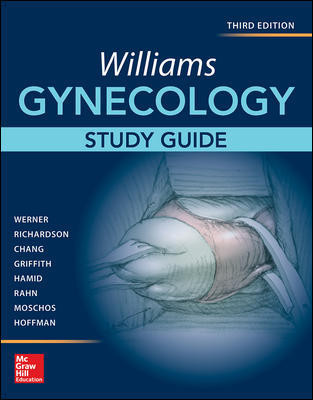 THIRD EDITION
Williams
GYNECOLOGY
STUDY GUIDE
WERNER
RICHARDSON
CHANG
GRIFFITH
HAMID
RAHN
MOSCHOS
HOFFMAN
Mc
Graw
Hill
Education